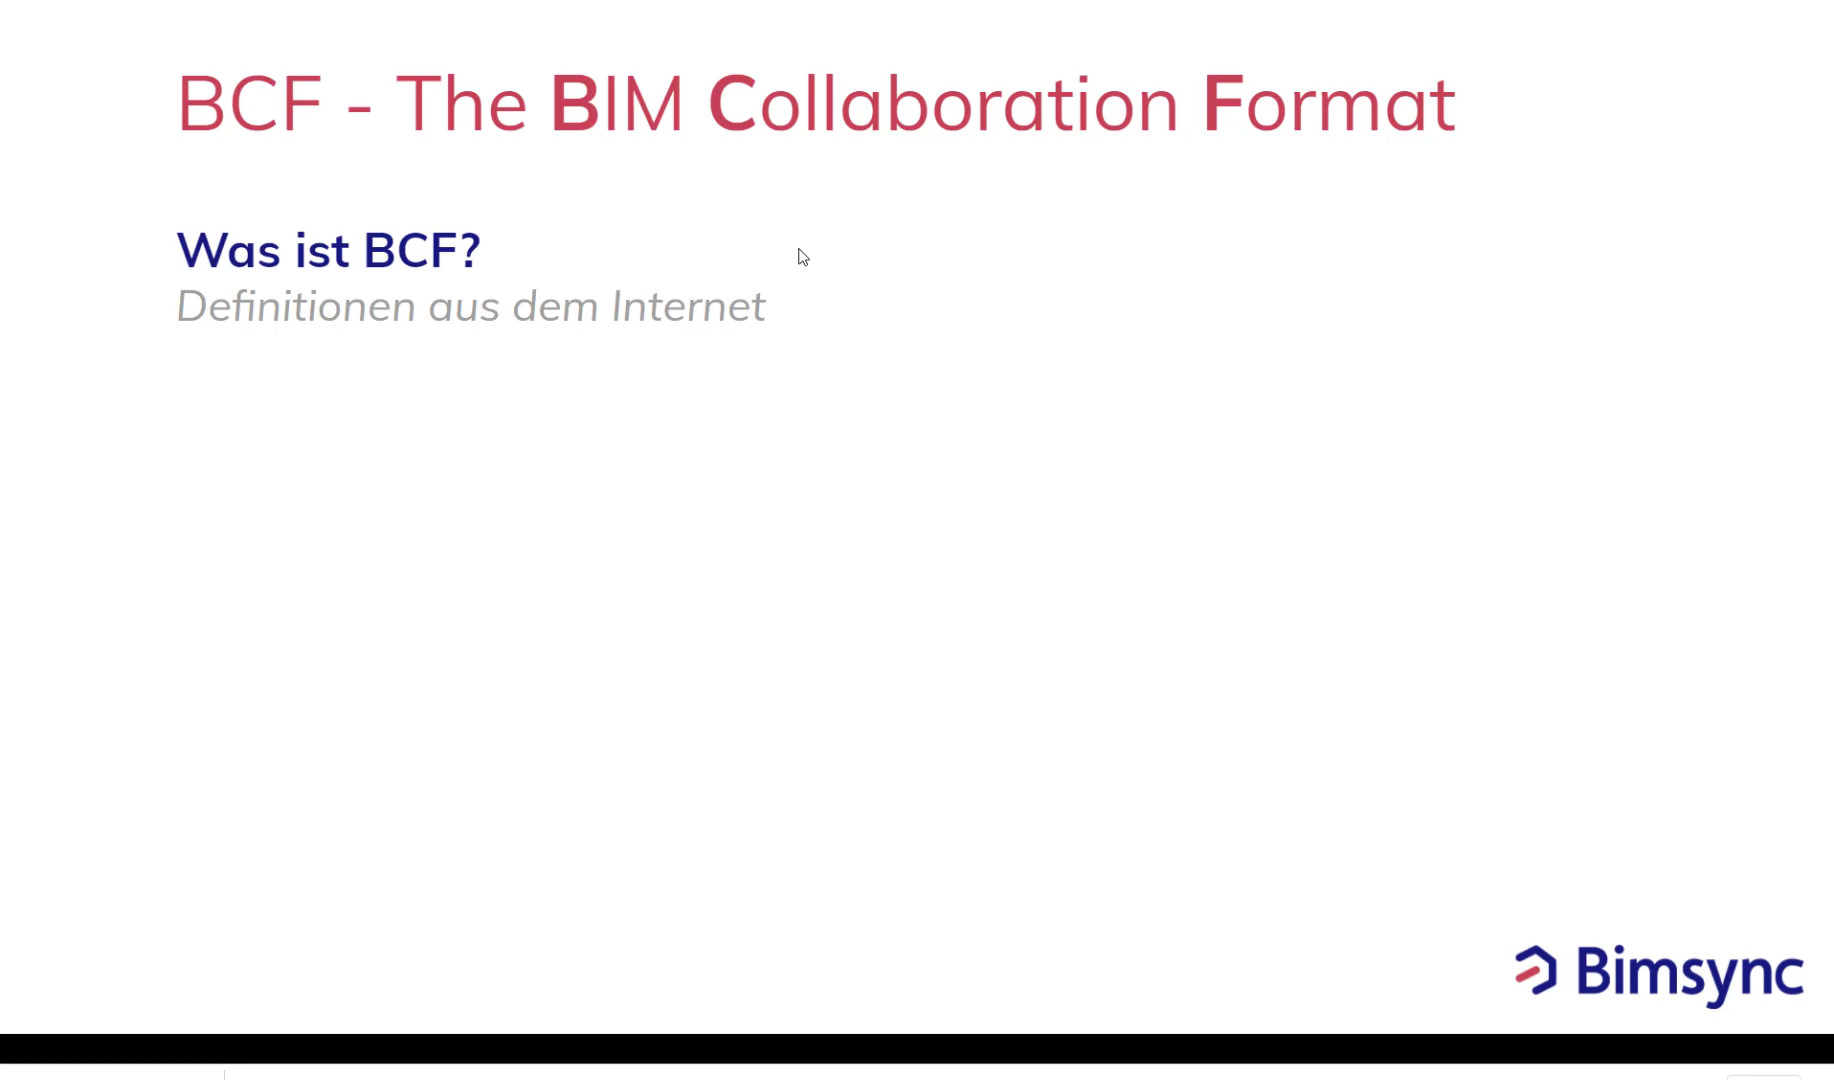 BCF - The BIM Collaboration Format
Was ist BCF?
Definitionen aus dem Internet
Bimsync